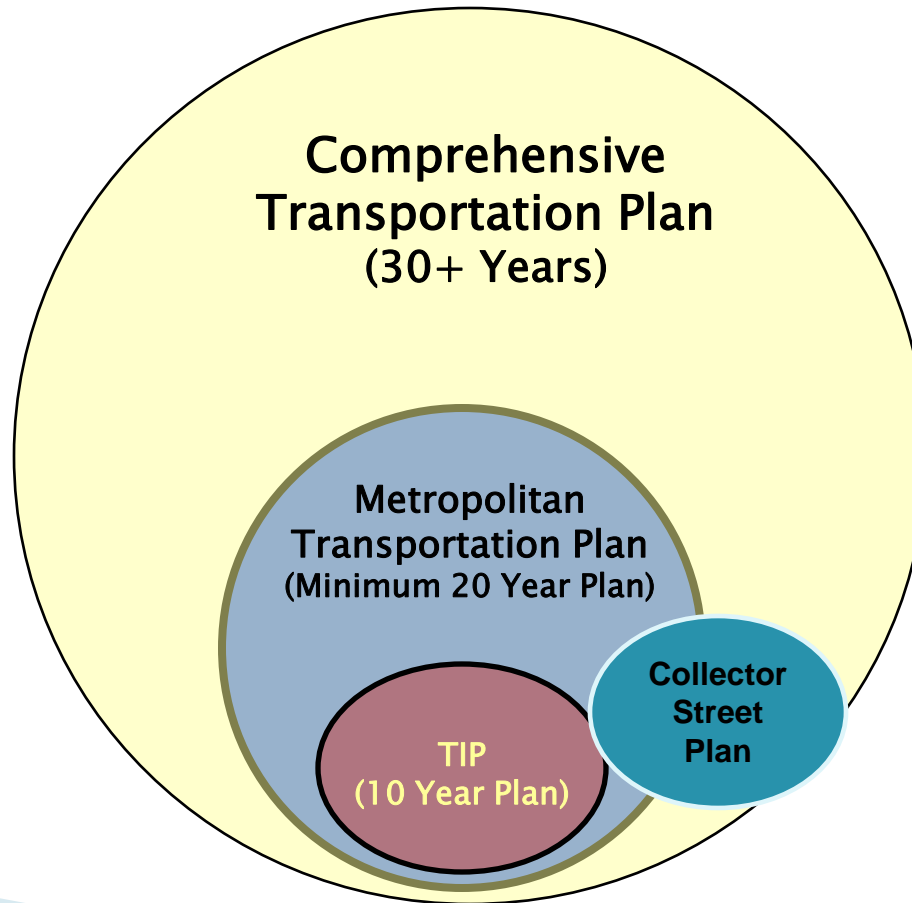 Comprehensive
Transportation Plan
(30+ Years)
Metropolitan
Transportation Plan
(Minimum 20 Year Plan)
Collector
Street
Plan
TIP
(10 Year Plan)